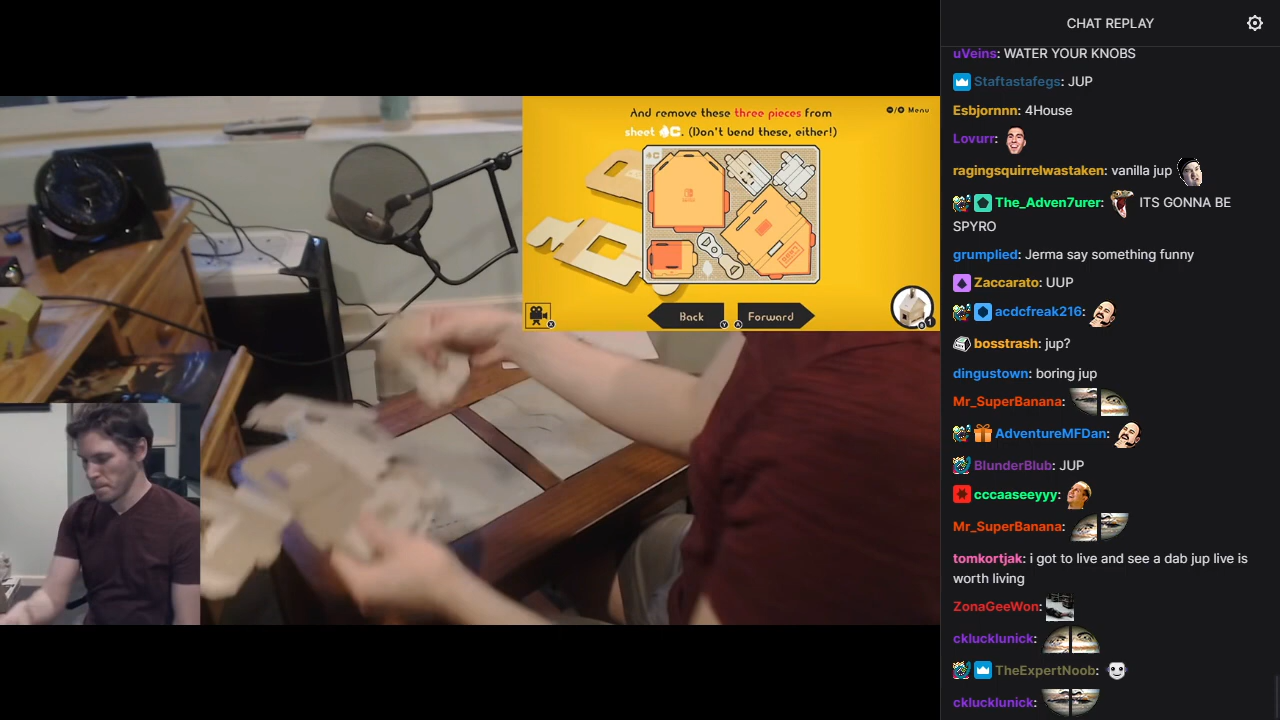 And remove these three pieces from
sheet C. (Don't bend these, either!)
-/+ Menu
C
Back
Y
A
Forward
X
CHAT REPLAY
uVeins: WATER YOUR KNOBS
Staftastafegs: JUP
Esbjornnn: 4House
Lovurr:
ragingsquirrelwastaken: vanilla jup
The_Adven7urer: ITS GONNA BE
SPYRO
grumplied: Jerma say something funny
Zaccarato: UUP
acdcfreak216:
bosstrash: jup?
dingustown: boring jup
Mr_SuperBanana:
AdventureMFDan:
BlunderBlub: JUP
cccaaseeyyy:
Mr_SuperBanana:
tomkortjak: i got to live and see a dab jup live is
worth living
ZonaGeeWon:
cklucklunick:
TheExpertNoob:
cklucklunick: